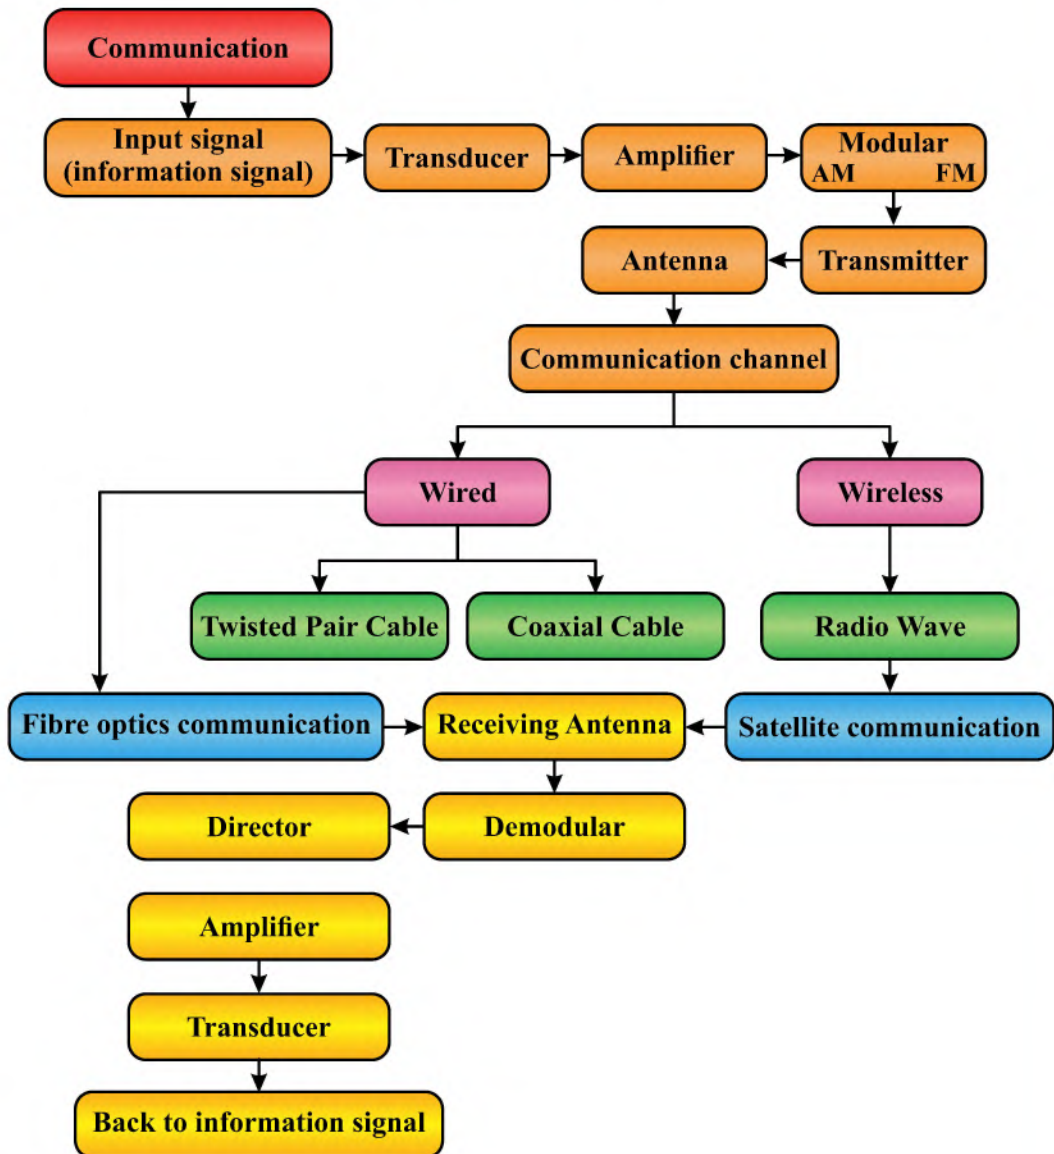 Communication
Input signal
(information signal)
Transducer
Amplifier
Modular
AM FM
Antenna
Transmitter
Communication channel
Wired
Wireless
Twisted Pair Cable
Coaxial Cable
Radio Wave
Fibre optics communication
Receiving Antenna
Satellite communication
Director
Demodular
Amplifier
Transducer
Back to information signal